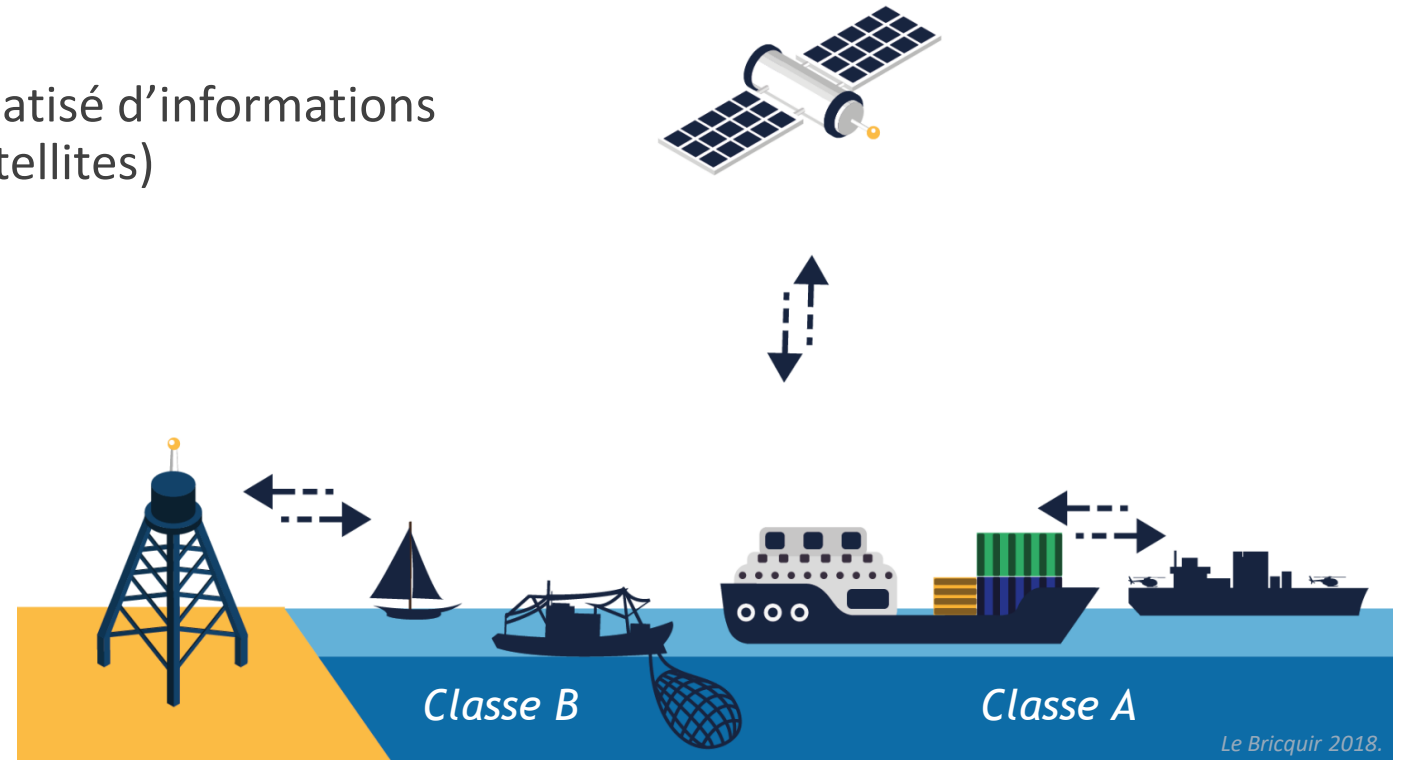 atisé d’informations
tellites)
Classe B
Classe A
Le Bricquir 2018.